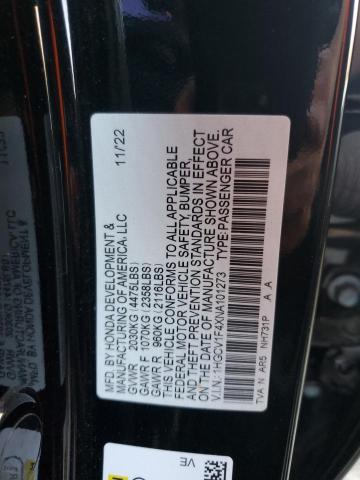 MFD BY HONDA DEVELOPMENT &
MANUFACTURING OF AMERICA, LLC 11/22
GVWR 2030KG (4475LBS)
GAWR F 1070KG (2358LBS)
GAWR R 960KG (2116LBS)
THIS VEHICLE CONFORMS TO ALL APPLICABLE
FEDERAL MOTOR VEHICLE SAFETY, BUMPER,
AND THEFT PREVENTION STANDARDS IN EFFECT
ON THE DATE OF MANUFACTURE SHOWN ABOVE.
V.I.N.:1HGCV1F4XNA101273 TYPE:PASSENGER CAR
TVA N AR5 NH731P A A
VE